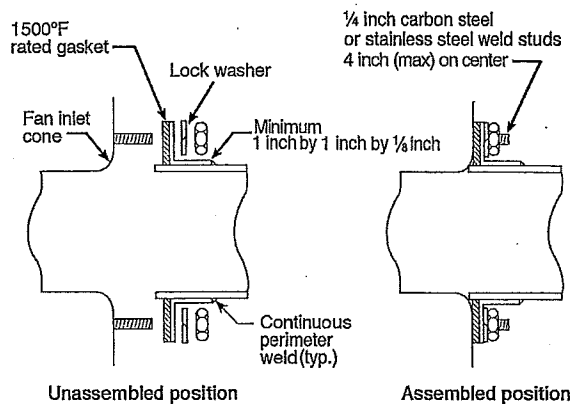 1500°F
rated gasket
Lock washer
Fan inlet
cone
Minimum
1 inch by 1 inch by ⅛ inch
¼ inch carbon steel
or stainless steel weld studs
4 inch (max) on center
Continuous
perimeter
weld (typ.)
Unassembled position
Assembled position